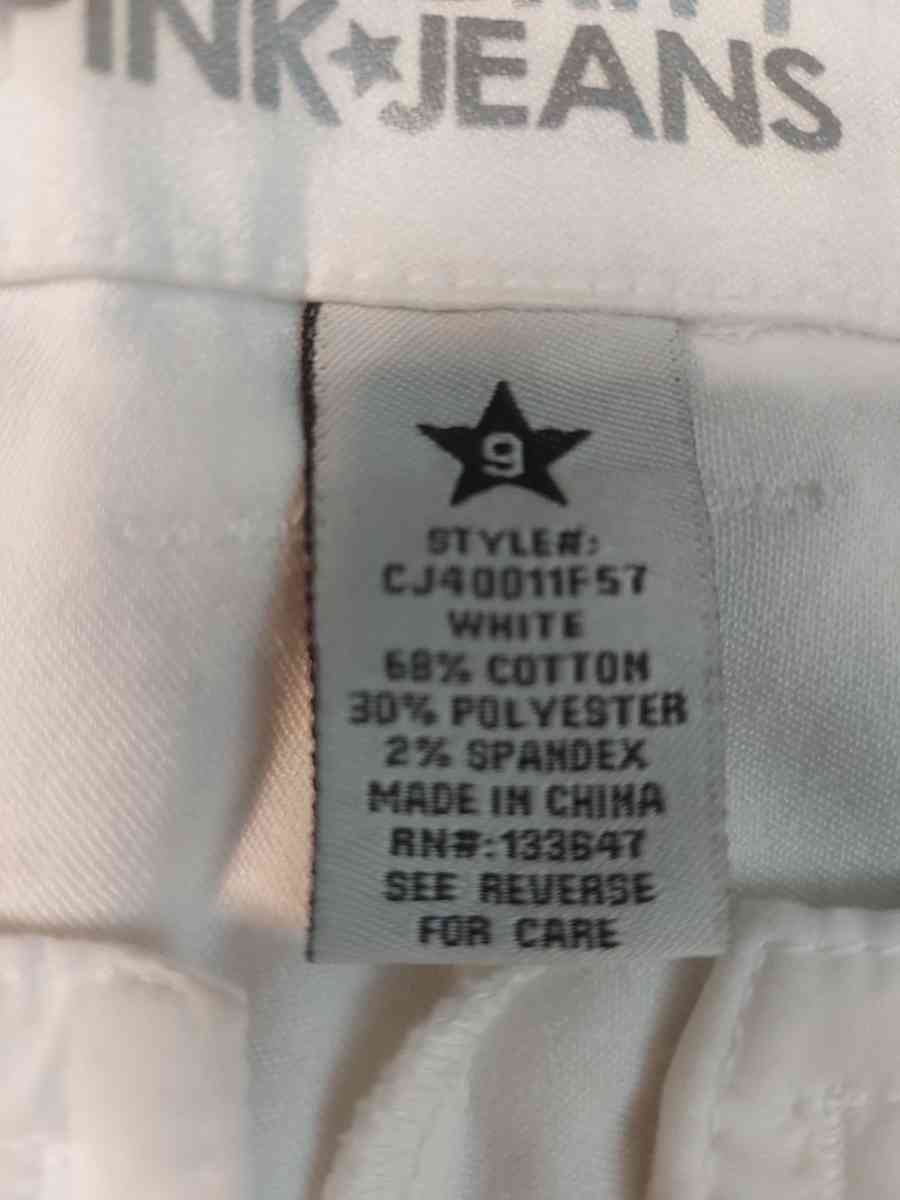 PINK★JEANS
9
STYLE#:
CJ40011F57
WHITE
68% COTTON
30% POLYESTER
2% SPANDEX
MADE IN CHINA
RN#:133647
SEE REVERSE
FOR CARE